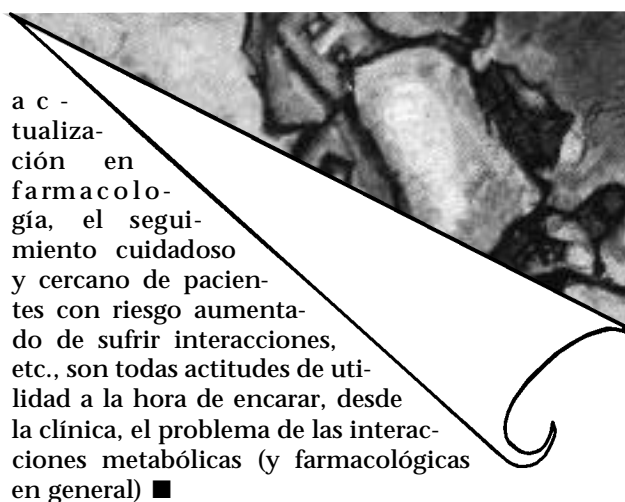 a c -
tualiza-
ción en
farmacolo-
gía, el segui-
miento cuidadoso
y cercano de pacien-
tes con riesgo aumenta-
do de sufrir interacciones,
etc., son todas actitudes de uti-
lidad a la hora de encarar, desde
la clínica, el problema de las interac-
ciones metabólicas (y farmacológicas
en general) ■